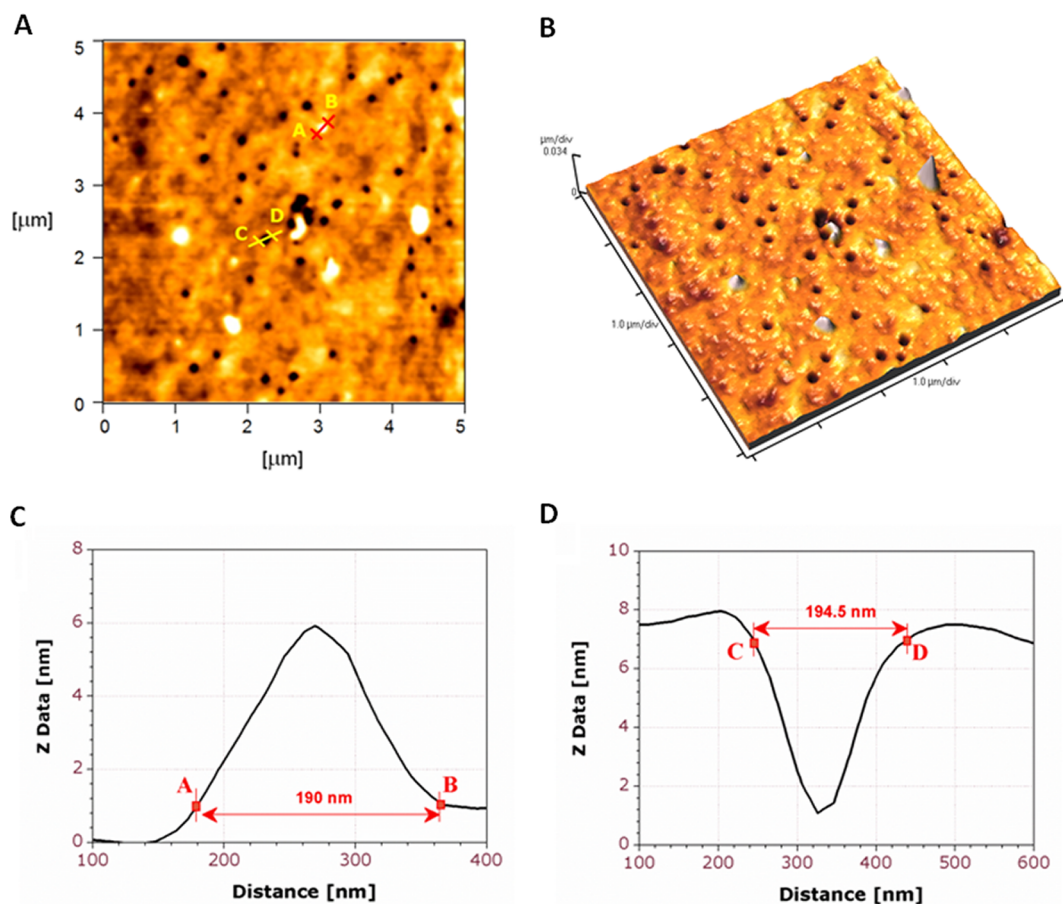 A
B
5
4
3
2
1
0
[μm]
0 1 2 3 4 5
[μm]
A
B
C
D
μm/div
0.034
0
1.0 μm/div
1.0 μm/div
C
8
6
4
2
0
Z Data [nm]
A
B
190 nm
100 200 300 400
Distance [nm]
D
10
8
6
4
2
0
Z Data [nm]
194.5 nm
C
D
100 200 300 400 500 600
Distance [nm]